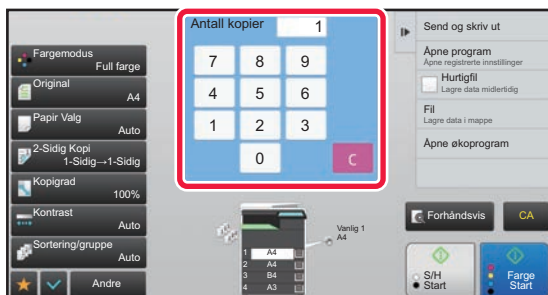 Antall kopier 1
7 8 9
4 5 6
1 2 3
0 C
Fargemodus
Full farge
Original
A4
Papir Valg
Auto
2-Sidig Kopi
1-Sidig→1-Sidig
Kopigrad
100%
Kontrast
Auto
Sortering/gruppe
Auto
Andre
Vanlig 1
A4
1 A4
2 A4
3 B4
4 A3
Send og skriv ut
Åpne program
Åpne registrerte innstillinger
Hurtigfil
Lagre data midlertidig
Fil
Lagre data i mappe
Åpne økoprogram
Forhåndsvis
CA
S/H
Start
Farge
Start